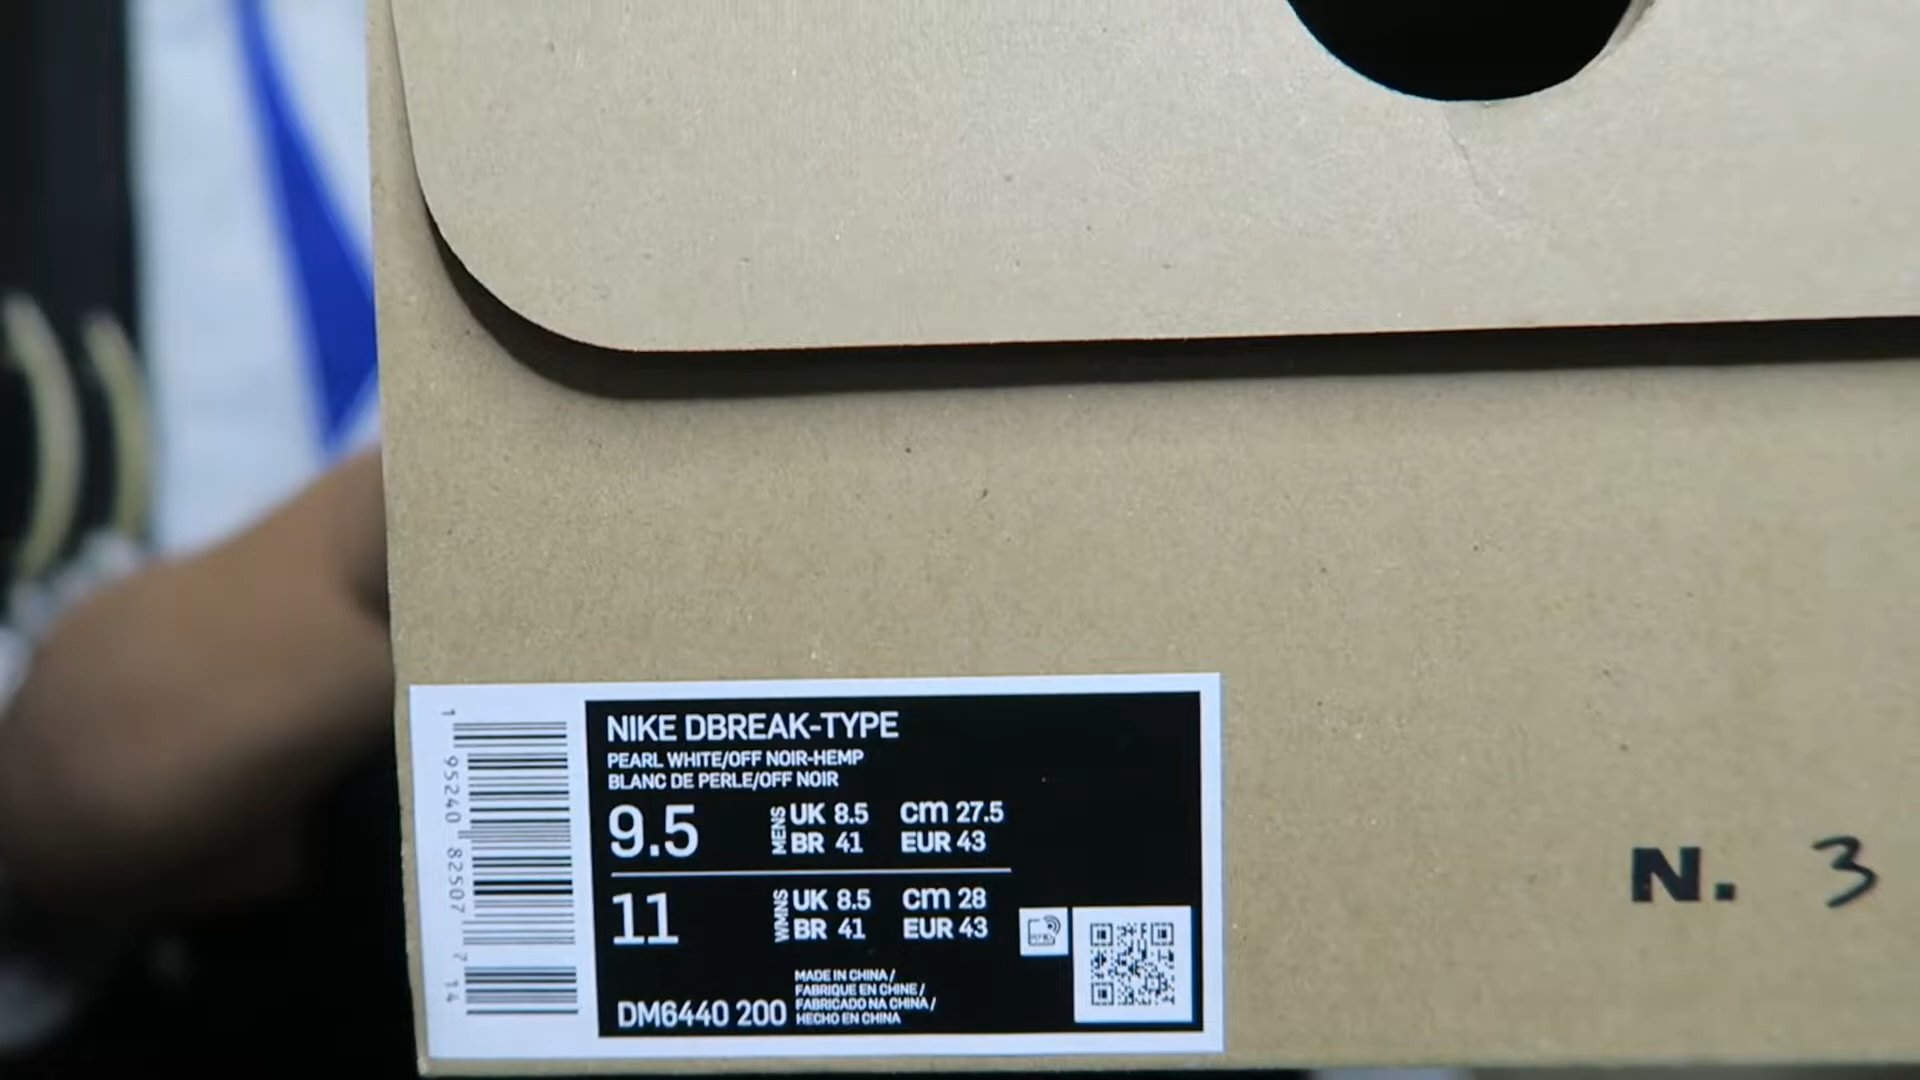 NIKE DBREAK-TYPE
PEARL WHITE/OFF NOIR-HEMP
BLANC DE PERLE/OFF NOIR
9.5 MENS UK 8.5 CM 27.5
BR 41 EUR 43
11 WMNS UK 8.5 CM 28
BR 41 EUR 43
DM6440 200
MADE IN CHINA /
FABRIQUE EN CHINE /
FABRICADO NA CHINA /
HECHO EN CHINA
1 95240 82507 7 14
N. 3